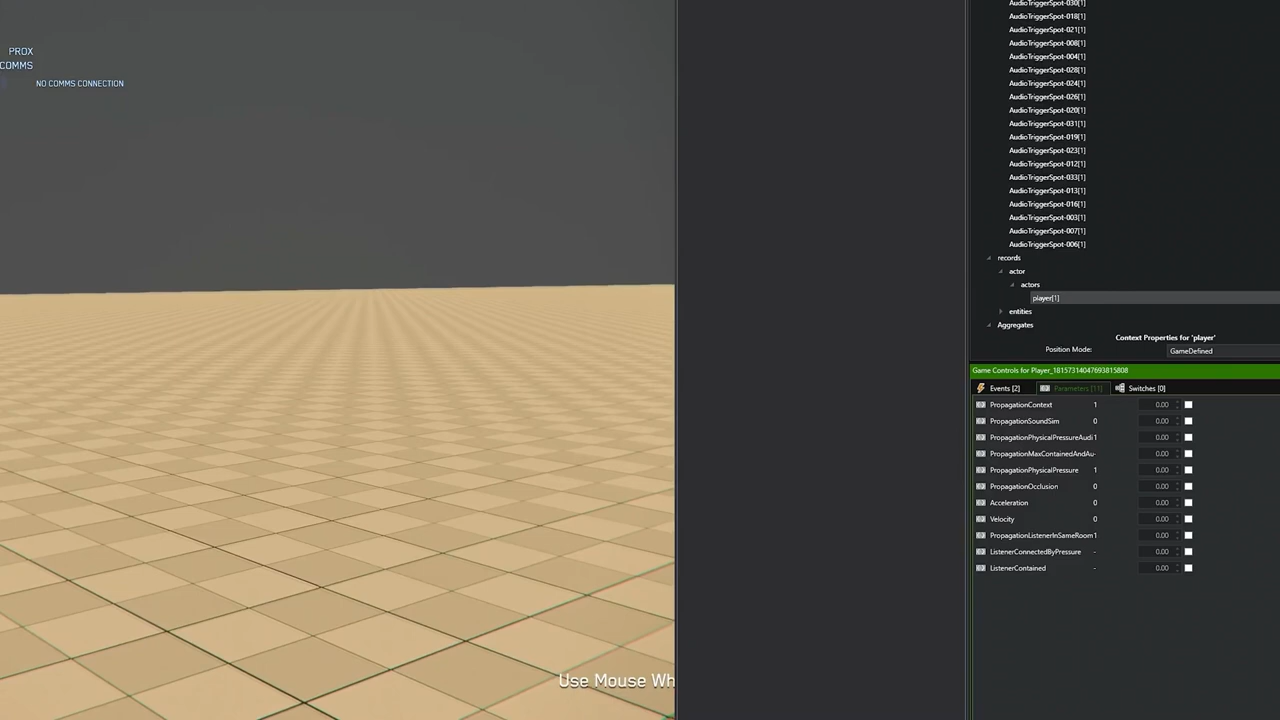 PROX
COMMS
NO COMMS CONNECTION
Use Mouse Wh
AudioTriggerSpot-030[1]
AudioTriggerSpot-018[1]
AudioTriggerSpot-021[1]
AudioTriggerSpot-008[1]
AudioTriggerSpot-004[1]
AudioTriggerSpot-028[1]
AudioTriggerSpot-024[1]
AudioTriggerSpot-026[1]
AudioTriggerSpot-020[1]
AudioTriggerSpot-031[1]
AudioTriggerSpot-019[1]
AudioTriggerSpot-023[1]
AudioTriggerSpot-012[1]
AudioTriggerSpot-033[1]
AudioTriggerSpot-013[1]
AudioTriggerSpot-016[1]
AudioTriggerSpot-003[1]
AudioTriggerSpot-007[1]
AudioTriggerSpot-006[1]
records
actor
actors
player[1]
entities
Aggregates
Context Properties for 'player'
Position Mode: GameDefined
Game Controls for Player_18157314047693815808
Events [2] Parameters [11] Switches [0]
PropagationContext 1 0.00
PropagationSoundSim 0 0.00
PropagationPhysicalPressureAudi 1 0.00
PropagationMaxContainedAndAu - 0.00
PropagationPhysicalPressure 1 0.00
PropagationOcclusion 0 0.00
Acceleration 0 0.00
Velocity 0 0.00
PropagationListenerInSameRoom 1 0.00
ListenerConnectedByPressure - 0.00
ListenerContained - 0.00